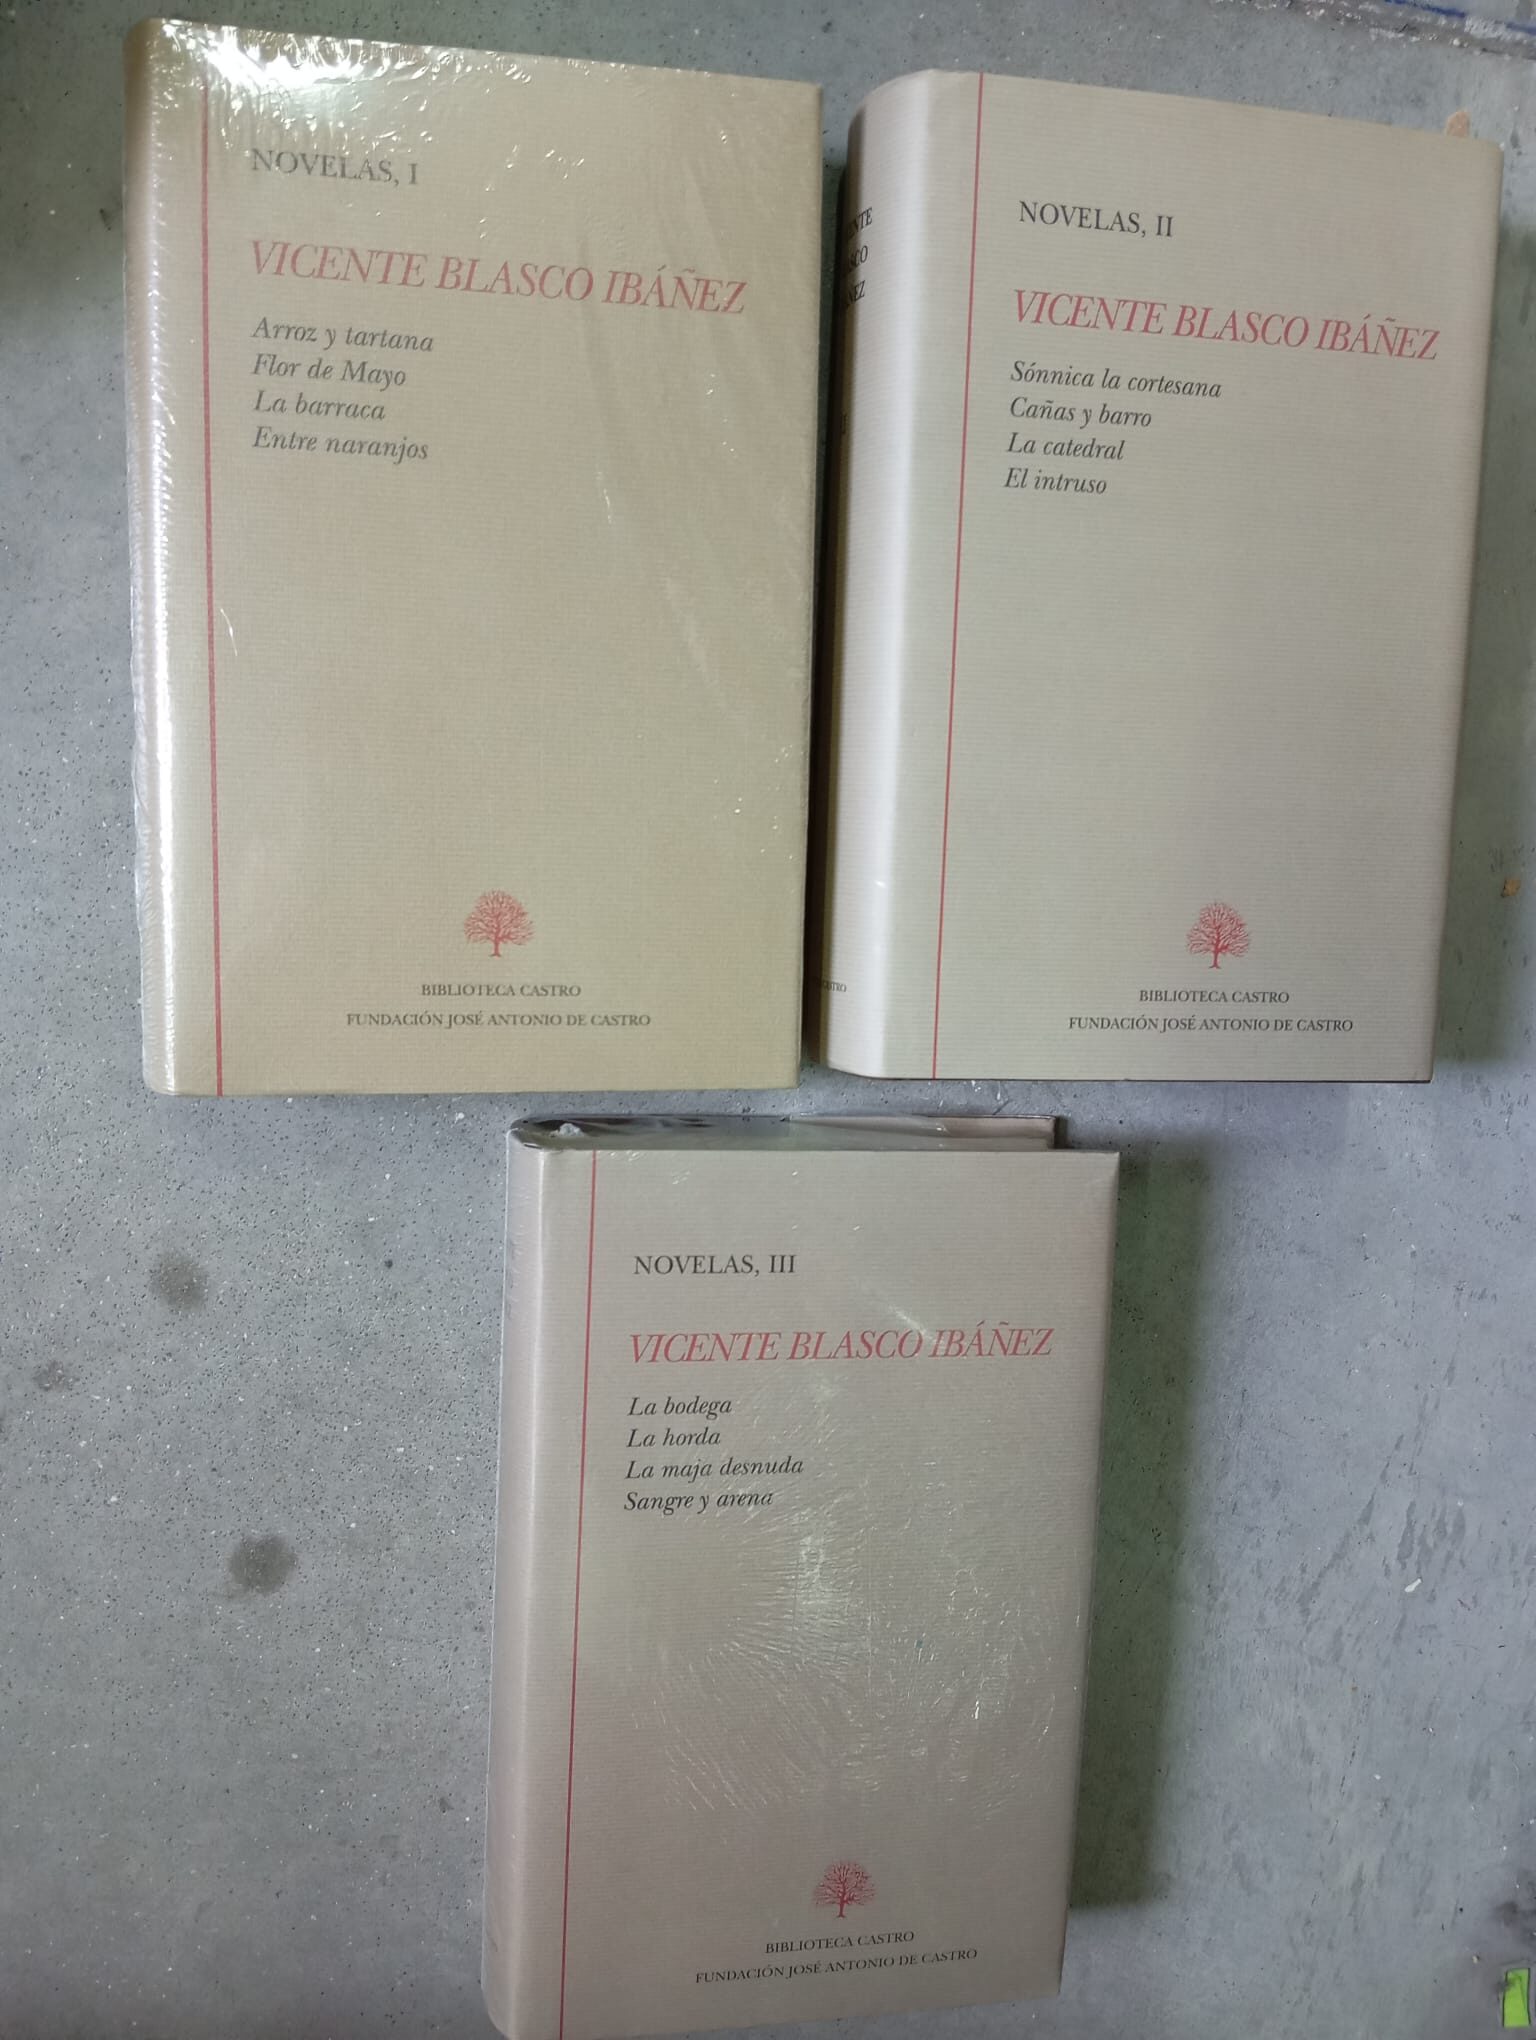 NOVELAS, I
VICENTE BLASCO IBÁÑEZ
Arroz y tartana
Flor de Mayo
La barraca
Entre naranjos
BIBLIOTECA CASTRO
FUNDACIÓN JOSÉ ANTONIO DE CASTRO
NOVELAS, II
VICENTE BLASCO IBÁÑEZ
Sónnica la cortesana
Cañas y barro
La catedral
El intruso
BIBLIOTECA CASTRO
FUNDACIÓN JOSÉ ANTONIO DE CASTRO
NOVELAS, III
VICENTE BLASCO IBÁÑEZ
La bodega
La horda
La maja desnuda
Sangre y arena
BIBLIOTECA CASTRO
FUNDACIÓN JOSÉ ANTONIO DE CASTRO